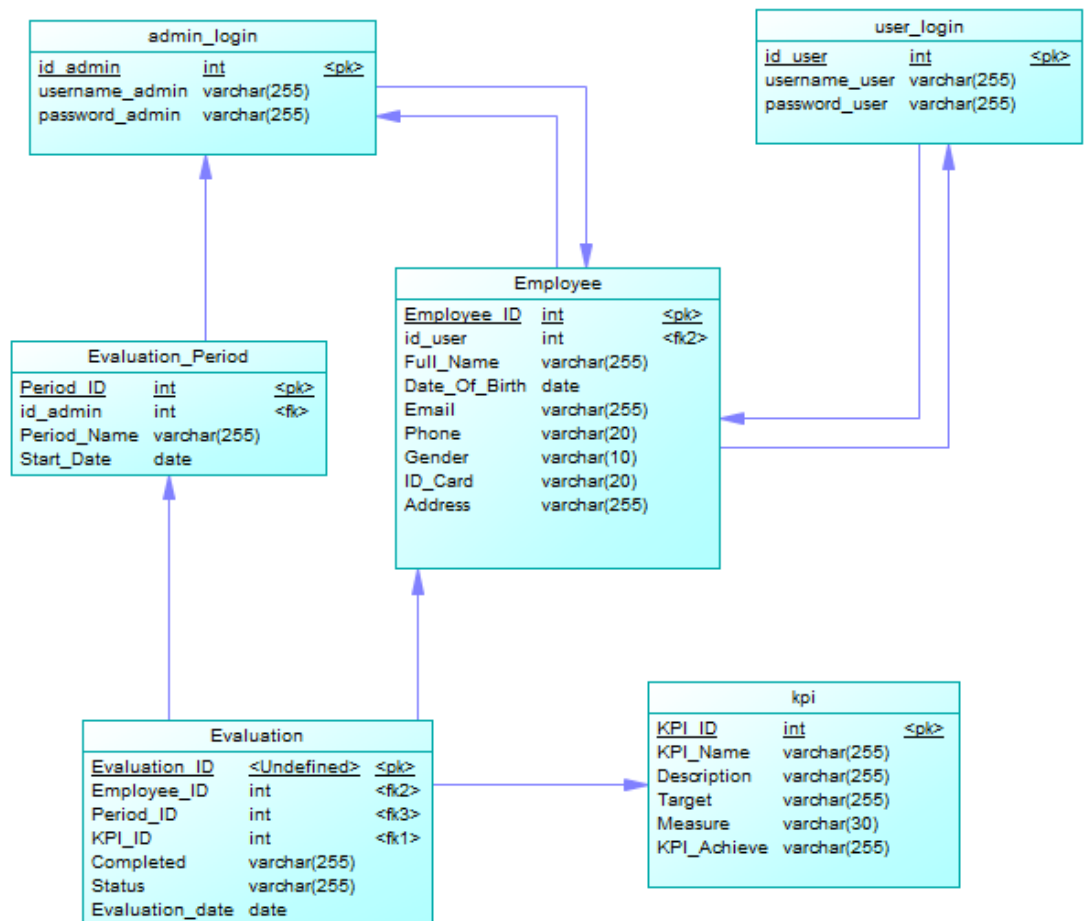 admin_login
id_admin int <pk>
username_admin varchar(255)
password_admin varchar(255)
user_login
id_user int <pk>
username_user varchar(255)
password_user varchar(255)
Employee
Employee_ID int <pk>
id_user int <fk2>
Full_Name varchar(255)
Date_Of_Birth date
Email varchar(255)
Phone varchar(20)
Gender varchar(10)
ID_Card varchar(20)
Address varchar(255)
Evaluation_Period
Period_ID int <pk>
id_admin int <fk>
Period_Name varchar(255)
Start_Date date
Evaluation
Evaluation_ID <Undefined> <pk>
Employee_ID int <fk2>
Period_ID int <fk3>
KPI_ID int <fk1>
Completed varchar(255)
Status varchar(255)
Evaluation_date date
kpi
KPI_ID int <pk>
KPI_Name varchar(255)
Description varchar(255)
Target varchar(255)
Measure varchar(30)
KPI_Achieve varchar(255)